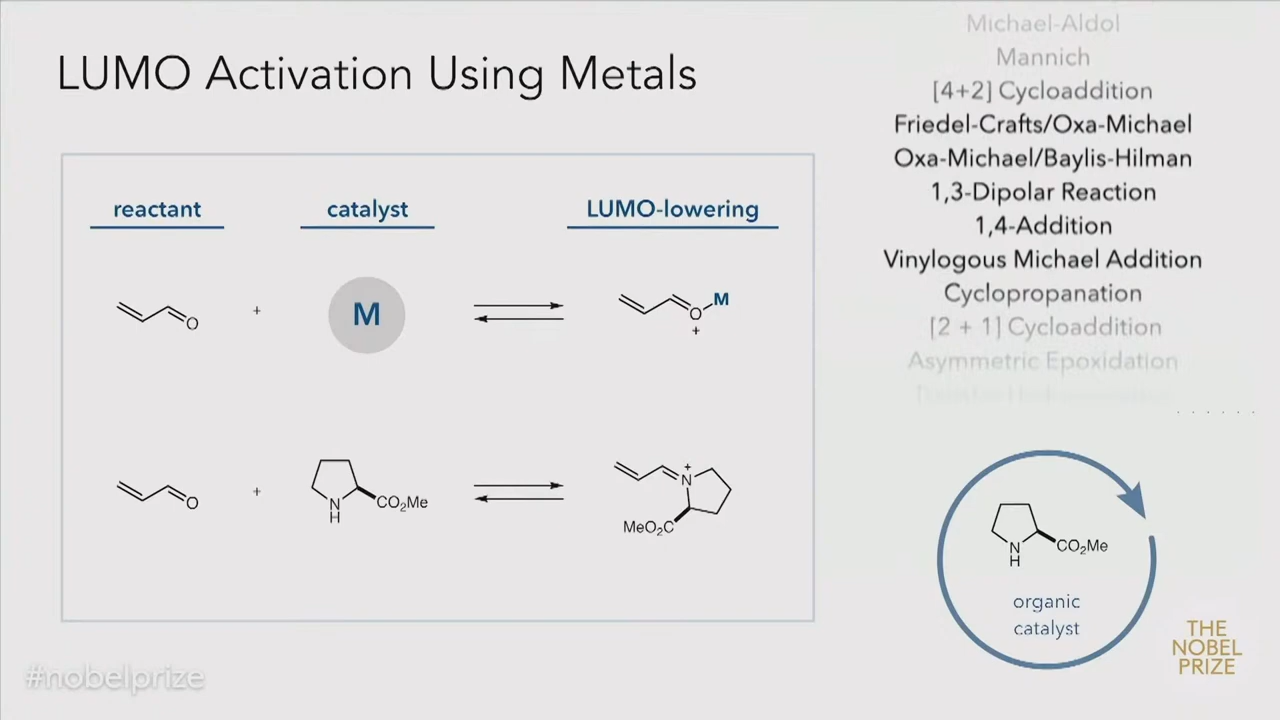 LUMO Activation Using Metals
reactant
catalyst
LUMO-lowering
+
M
O
O
M
+
+
N
H
CO₂Me
O
+
N
MeO₂C
Michael-Aldol
Mannich
[4+2] Cycloaddition
Friedel-Crafts/Oxa-Michael
Oxa-Michael/Baylis-Hilman
1,3-Dipolar Reaction
1,4-Addition
Vinylogous Michael Addition
Cyclopropanation
[2 + 1] Cycloaddition
Asymmetric Epoxidation
N
H
CO₂Me
organic
catalyst
THE
NOBEL
PRIZE
#nobelprize